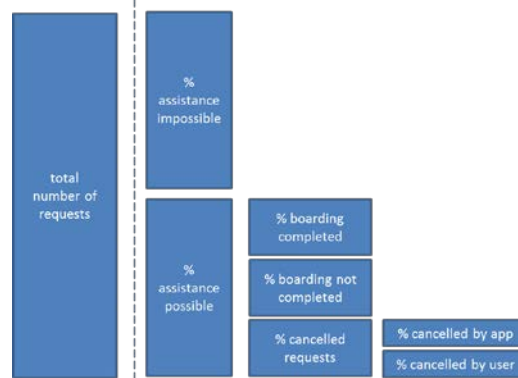 total
number of
requests
%
assistance
impossible
%
assistance
possible
% boarding
completed
% boarding not
completed
% cancelled
requests
% cancelled by app
% cancelled by user